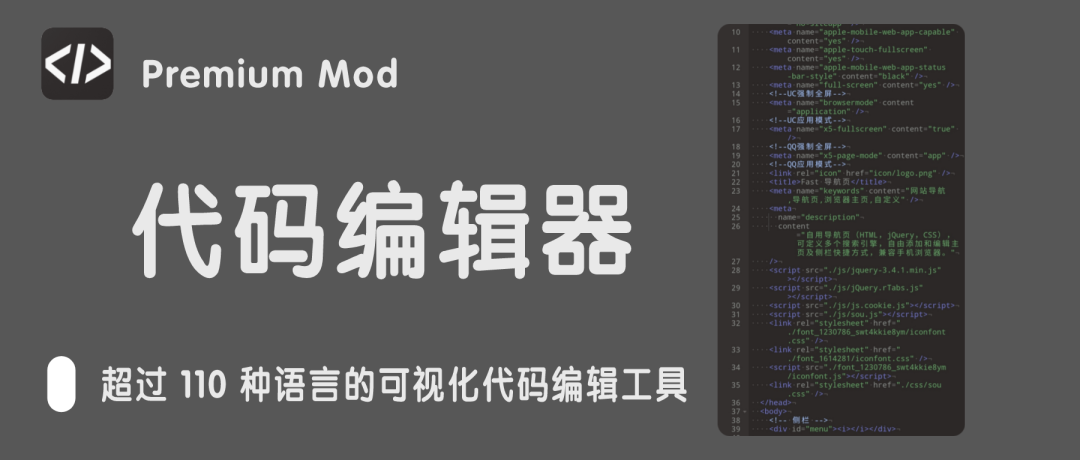 </>
Premium Mod
代码编辑器
超过 110 种语言的可视化代码编辑工具
10 <meta name="apple-mobile-web-app-capable"
content="yes" />
11 <meta name="apple-touch-fullscreen"
content="yes" />
12 <meta name="apple-mobile-web-app-status
-bar-style" content="black" />
13 <meta name="full-screen" content="yes" />
14 <!--UC强制全屏-->
15 <meta name="browsermode" content
="application" />
16 <!--UC应用模式-->
17 <meta name="x5-fullscreen" content="true"
/>
18 <!--QQ强制全屏-->
19 <meta name="x5-page-mode" content="app" />
20 <!--QQ应用模式-->
21 <link rel="icon" href="icon/logo.png" />
22 <title>Fast 导航页</title>
23 <meta name="keywords" content="网站导航
,导航页,浏览器主页,自定义" />
24 <meta
25 name="description"
26 content
="自用导航页（HTML, jQuery, CSS），
可定义多个搜索引擎, 自由添加和编辑主
页及侧栏快捷方式, 兼容手机浏览器。"
27 />
28 <script src="./js/jquery-3.4.1.min.js"
></script>
29 <script src="./js/jQuery.rTabs.js"
></script>
30 <script src="./js/js.cookie.js"></script>
31 <script src="./js/sou.js"></script>
32 <link rel="stylesheet" href="
./font_1230786_swt4kkie8ym/iconfont
.css" />
33 <link rel="stylesheet" href="
./font_1614281/iconfont.css" />
34 <script src="./font_1230786_swt4kkie8ym
/iconfont.js"></script>
35 <link rel="stylesheet" href="./css/sou
.css" />
36 </head>
37 <body>
38 <!-- 侧栏 -->
39 <div id="menu"><i></i></div>